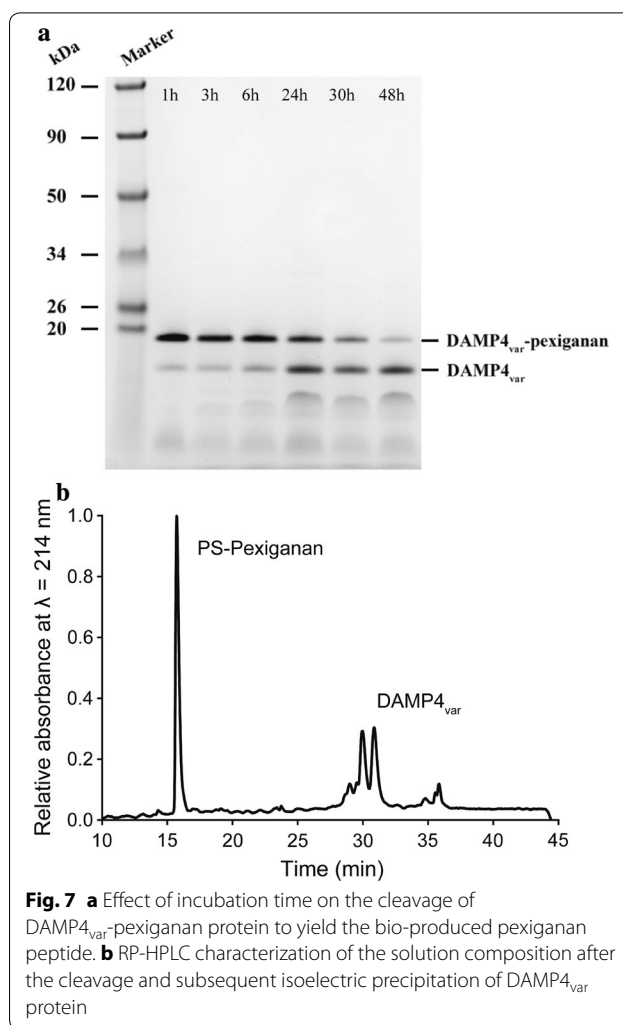 a
kDa Marker
1h 3h 6h 24h 30h 48h
120
90
50
34
26
20
DAMP4var-pexiganan
DAMP4var
b
Relative absorbance at λ = 214 nm
1.0
0.8
0.6
0.4
0.2
0.0
PS-Pexiganan
DAMP4var
10 15 20 25 30 35 40 45
Time (min)
Fig. 7 a Effect of incubation time on the cleavage of
DAMP4var-pexiganan protein to yield the bio-produced pexiganan
peptide. b RP-HPLC characterization of the solution composition after
the cleavage and subsequent isoelectric precipitation of DAMP4var
protein